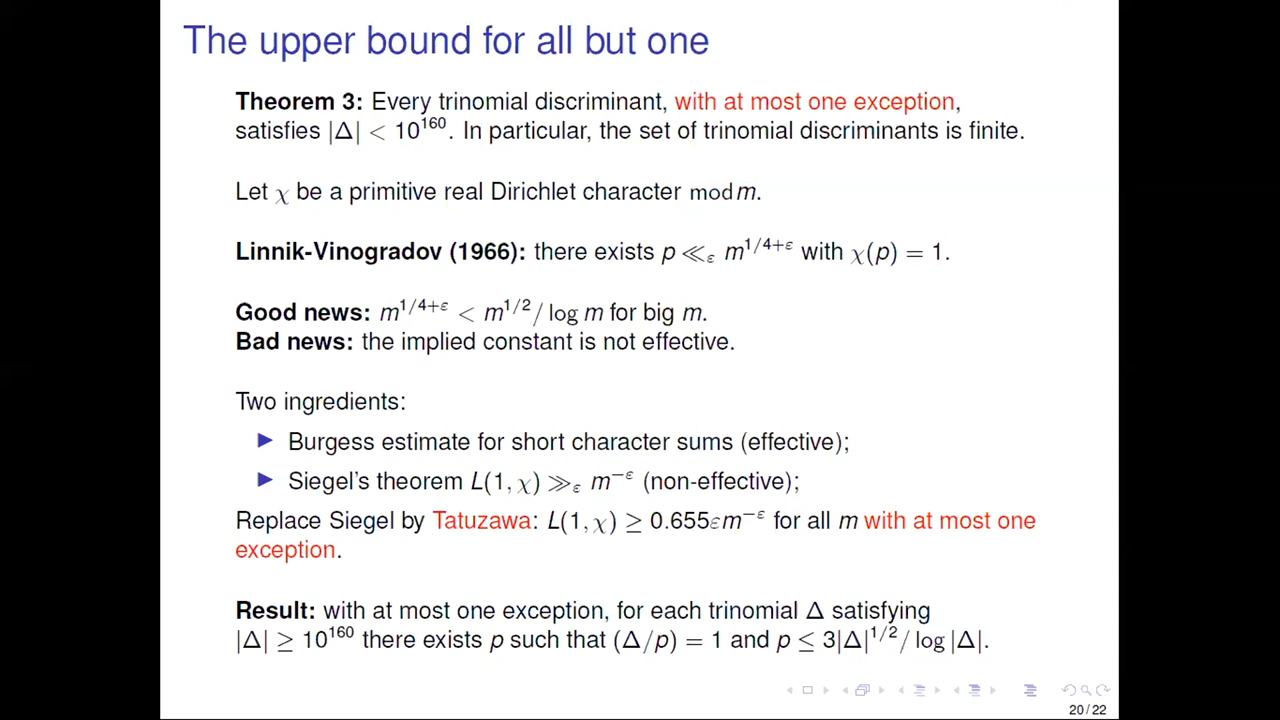 The upper bound for all but one
Theorem 3: Every trinomial discriminant, with at most one exception,
satisfies |Δ| < 10^160. In particular, the set of trinomial discriminants is finite.
Let χ be a primitive real Dirichlet character mod m.
Linnik-Vinogradov (1966): there exists p ≪_ε m^{1/4+ε} with χ(p) = 1.
Good news: m^{1/4+ε} < m^{1/2}/ log m for big m.
Bad news: the implied constant is not effective.
Two ingredients:
▶ Burgess estimate for short character sums (effective);
▶ Siegel's theorem L(1, χ) ≫_ε m^{−ε} (non-effective);
Replace Siegel by Tatuzawa: L(1, χ) ≥ 0.655εm^{−ε} for all m with at most one
exception.
Result: with at most one exception, for each trinomial Δ satisfying
|Δ| ≥ 10^160 there exists p such that (Δ/p) = 1 and p ≤ 3|Δ|^{1/2}/ log |Δ|.
20/22